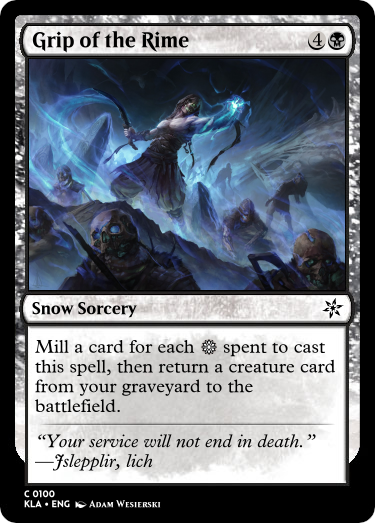 Grip of the Rime 4
Snow Sorcery
Mill a card for each spent to cast
this spell, then return a creature card
from your graveyard to the
battlefield.
“Your service will not end in death.”
—Jslepplir, lich
C 0100
KLA • ENG Adam Wesierski